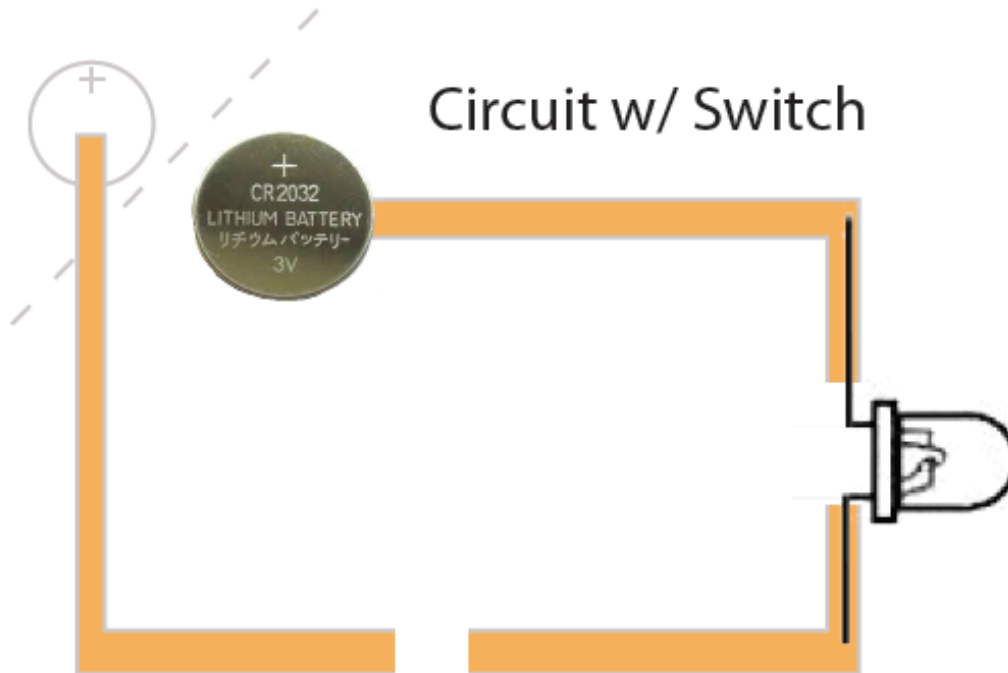 +
Circuit w/ Switch
+
CR2032
LITHIUM BATTERY
リチウムバッテリー
3V